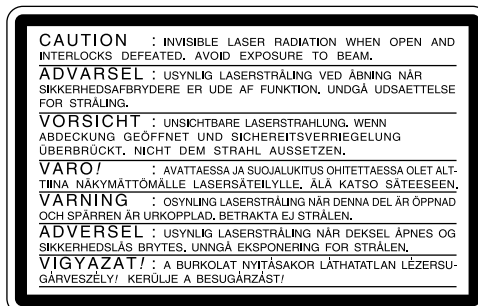 CAUTION : INVISIBLE LASER RADIATION WHEN OPEN AND
INTERLOCKS DEFEATED. AVOID EXPOSURE TO BEAM.
ADVARSEL : USYNLIG LASERSTRÅLING VED ÅBNING NÅR
SIKKERHEDSAFBRYDERE ER UDE AF FUNKTION. UNDGÅ UDSAETTELSE
FOR STRÅLING.
VORSICHT : UNSICHTBARE LASERSTRAHLUNG. WENN
ABDECKUNG GEÖFFNET UND SICHEREITSVERRIEGELUNG
ÜBERBRÜCKT. NICHT DEM STRAHL AUSSETZEN.
VARO! : AVATTAESSA JA SUOJALUKITUS OHITETTAESSA OLET ALT-
TIINA NÄKYMÄTTÖMÄLLE LASERSÄTEILYLLE. ÄLÄ KATSO SÄTEESEEN.
VARNING : OSYNLIG LASERSTRÅLNING NÄR DENNA DEL ÄR ÖPPNAD
OCH SPÄRREN ÄR URKOPPLAD. BETRAKTA EJ STRÅLEN.
ADVERSEL : USYNLIG LASERSTRÅLING NÅR DEKSEL ÅPNES OG
SIKKERHEDSLÅS BRYTES. UNNGÅ EKSPONERING FOR STRÅLEN.
VIGYAZAT! : A BURKOLAT NYITÁSAKOR LÁTHATATLAN LÉZERSU-
GÁRVESZÉLY! KERÜLJE A BESUGÁRZÁST!